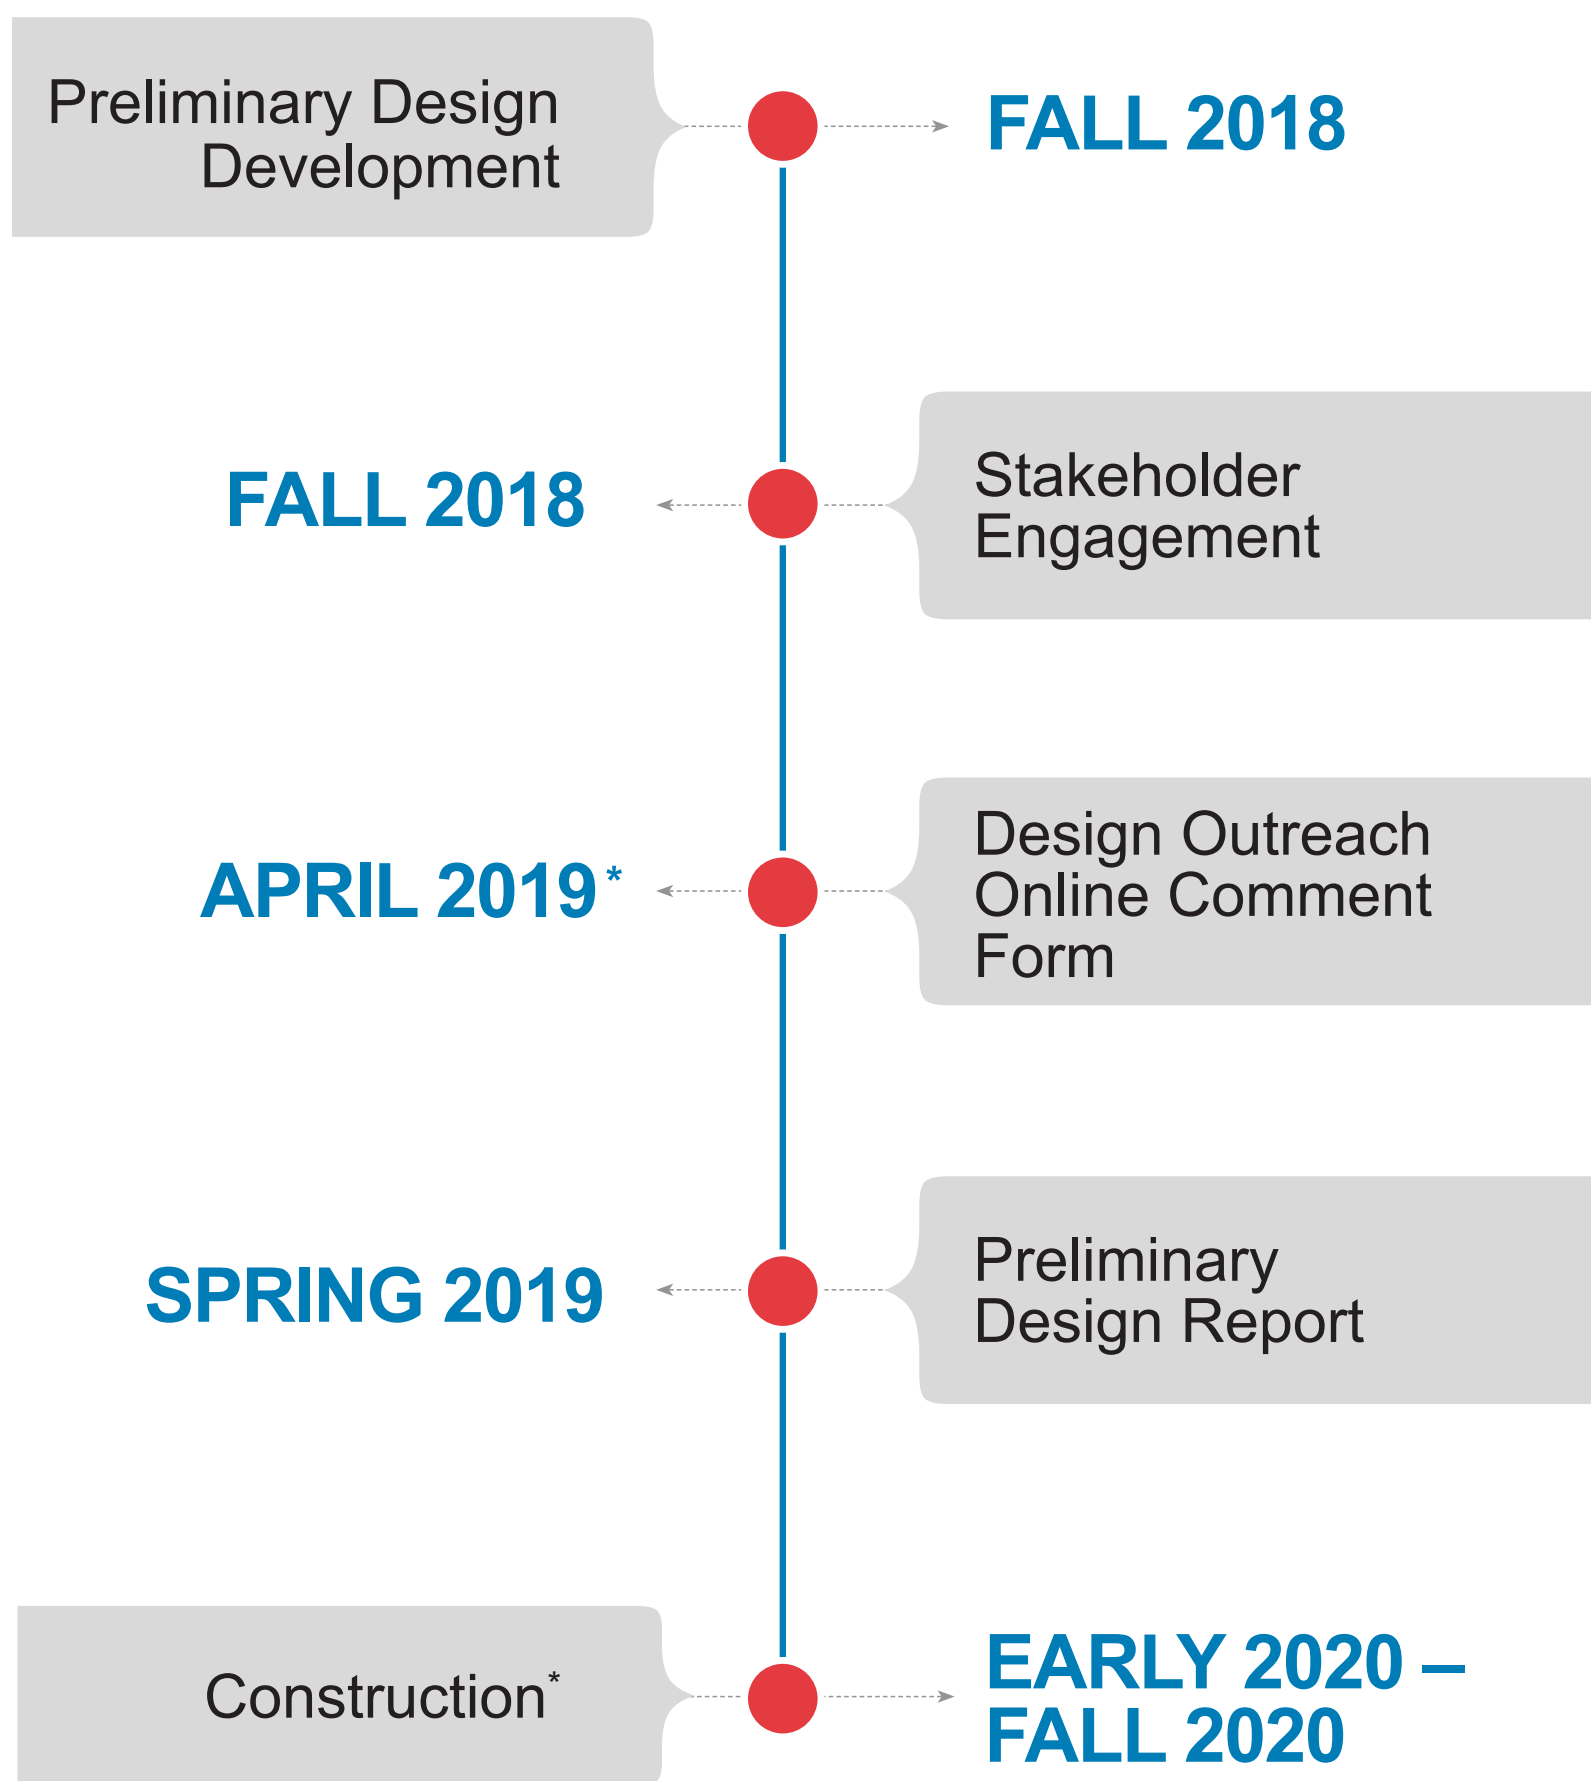 Preliminary Design
Development
FALL 2018
FALL 2018
Stakeholder
Engagement
APRIL 2019*
Design Outreach
Online Comment
Form
SPRING 2019
Preliminary
Design Report
Construction*
EARLY 2020 –
FALL 2020